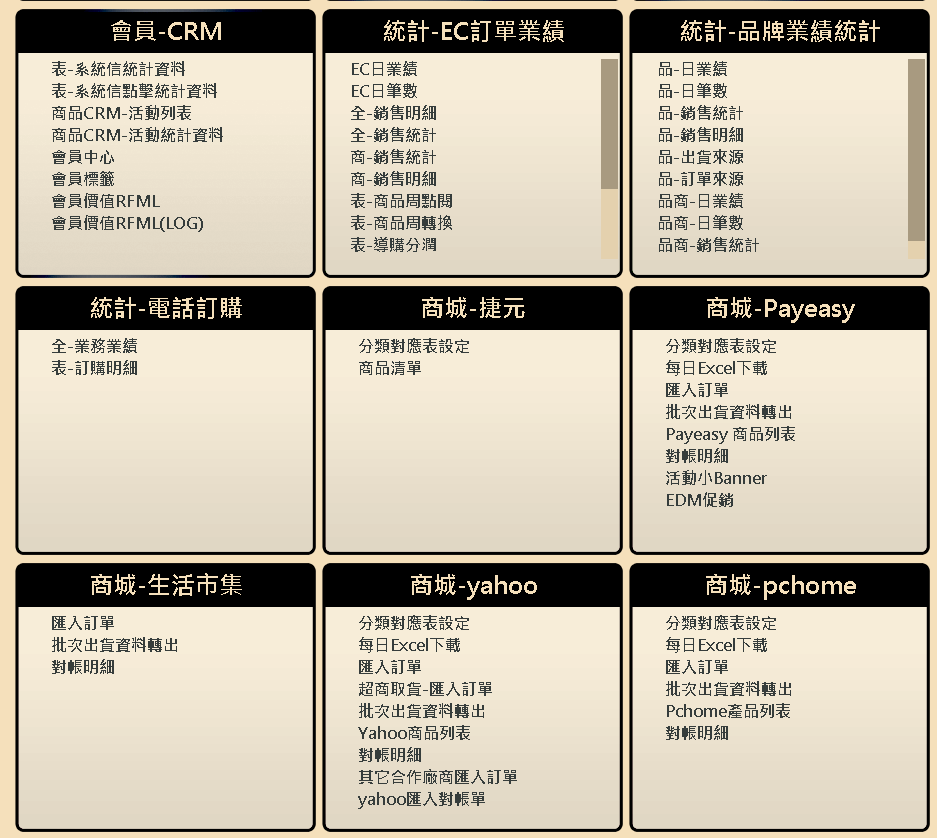 會員-CRM
表-系統信統計資料
表-系統信點擊統計資料
商品CRM-活動列表
商品CRM-活動統計資料
會員中心
會員標籤
會員價值RFML
會員價值RFML(LOG)
統計-EC訂單業績
EC日業績
EC日筆數
全-銷售明細
全-銷售統計
商-銷售統計
商-銷售明細
表-商品周點閱
表-商品周轉換
表-導購分潤
統計-品牌業績統計
品-日業績
品-日筆數
品-銷售統計
品-銷售明細
品-出貨來源
品-訂單來源
品商-日業績
品商-日筆數
品商-銷售統計
統計-電話訂購
全-業務業績
表-訂購明細
商城-捷元
分類對應表設定
商品清單
商城-Payeasy
分類對應表設定
每日Excel下載
匯入訂單
批次出貨資料轉出
Payeasy 商品列表
對帳明細
活動小Banner
EDM促銷
商城-生活市集
匯入訂單
批次出貨資料轉出
對帳明細
商城-yahoo
分類對應表設定
每日Excel下載
匯入訂單
超商取貨-匯入訂單
批次出貨資料轉出
Yahoo商品列表
對帳明細
其它合作廠商匯入訂單
yahoo匯入對帳單
商城-pchome
分類對應表設定
每日Excel下載
匯入訂單
批次出貨資料轉出
Pchome產品列表
對帳明細